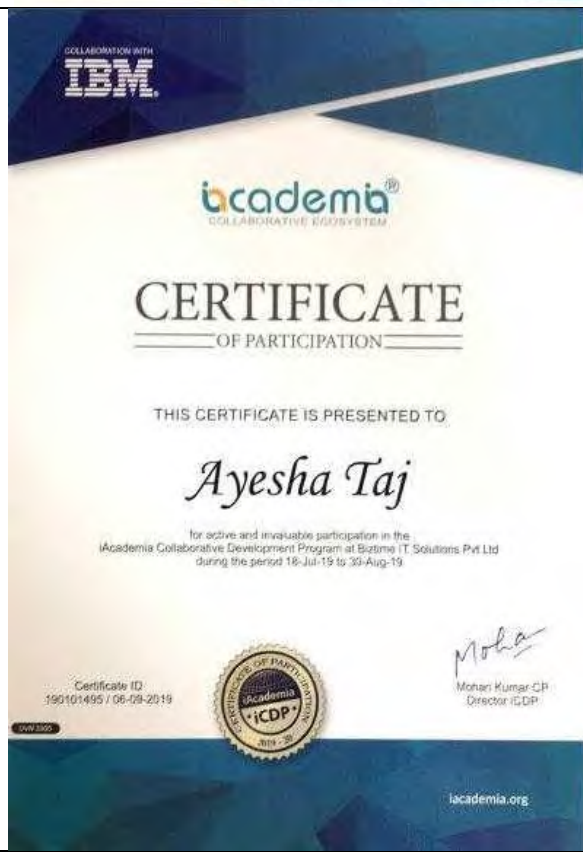 COLLABORATION WITH
IBM®
iacademia®
COLLABORATIVE ECOSYSTEM
CERTIFICATE
OF PARTICIPATION
THIS CERTIFICATE IS PRESENTED TO
Ayesha Taj
for active and invaluable participation in the
iAcademia Collaborative Development Program at Biztime IT Solutions Pvt Ltd
during the period 18-Jul-19 to 30-Aug-19
Moha
Certificate ID
190101495 / 06-09-2019
Mohan Kumar CP
Director iCDP
CERTIFICATE OF PARTICIPATION
iAcademia
iCDP
2019 - 20
iacademia.org